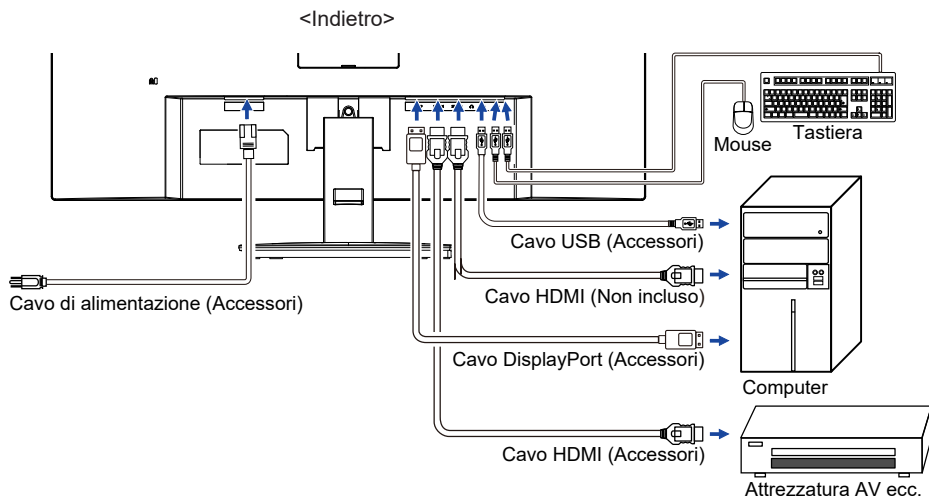 <Indietro>
Mouse
Tastiera
Cavo USB (Accessori)
Cavo HDMI (Non incluso)
Cavo di alimentazione (Accessori)
Cavo DisplayPort (Accessori)
Computer
Cavo HDMI (Accessori)
Attrezzatura AV ecc.